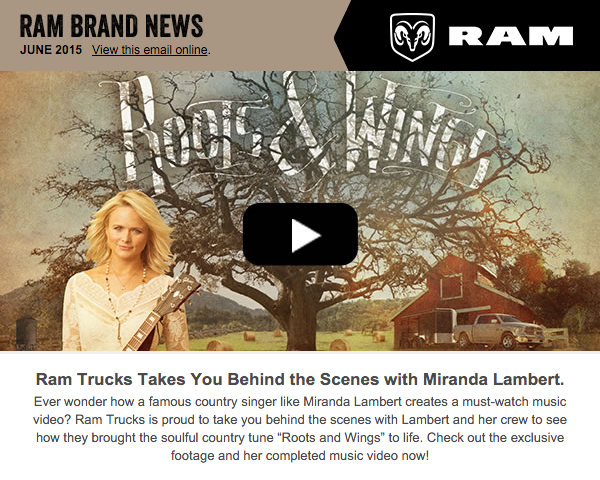 RAM BRAND NEWS
JUNE 2015 View this email online.
RAM
ROOTS & WINGS
Ram Trucks Takes You Behind the Scenes with Miranda Lambert.
Ever wonder how a famous country singer like Miranda Lambert creates a must-watch music
video? Ram Trucks is proud to take you behind the scenes with Lambert and her crew to see
how they brought the soulful country tune “Roots and Wings” to life. Check out the exclusive
footage and her completed music video now!